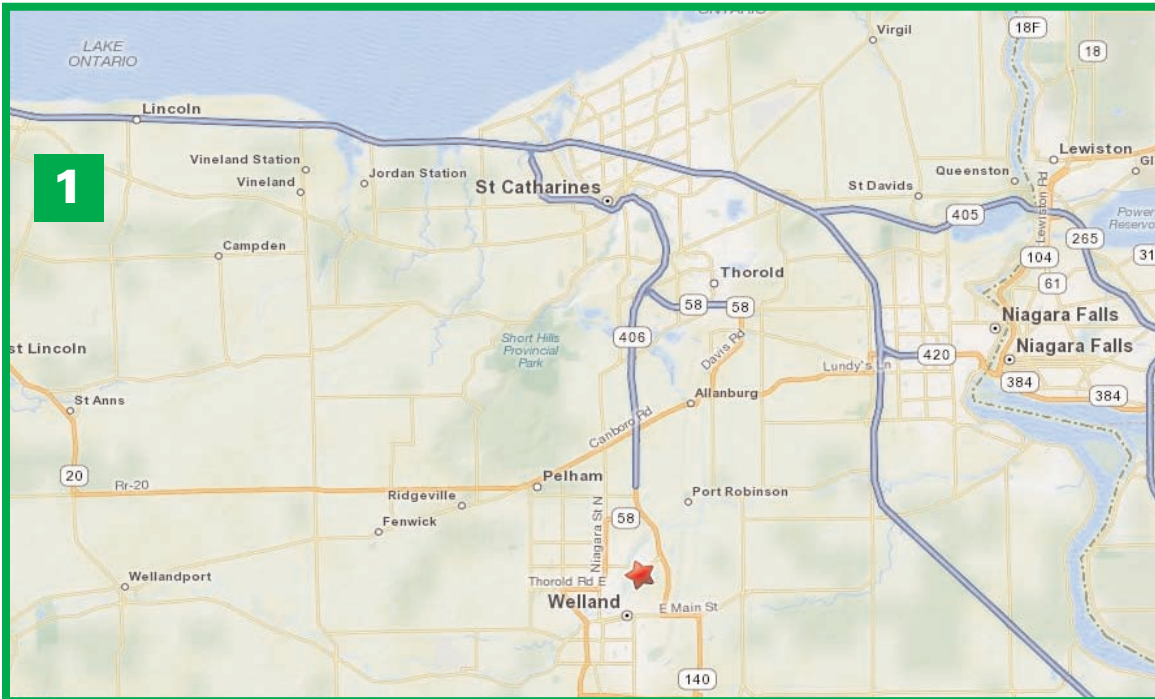 ONTARIO
18F
Virgil
LAKE
ONTARIO
18
Lincoln
Lewiston
Vineland Station
1
Jordan Station
Queenston
Vineland
St Catharines
St Davids
Lewiston Rd
405
Power
Reservo
265
Campden
104
31
Thorold
61
58
58
Niagara Falls
406
Short Hills
Provincial
Park
Davis Rd
st Lincoln
Niagara Falls
420
Lundy's Ln
384
384
St Anns
Allanburg
Canboro Rd
20
Pelham
Rr-20
Ridgeville
Port Robinson
58
Fenwick
Niagara St N
Wellandport
Thorold Rd E
Welland
E Main St
140